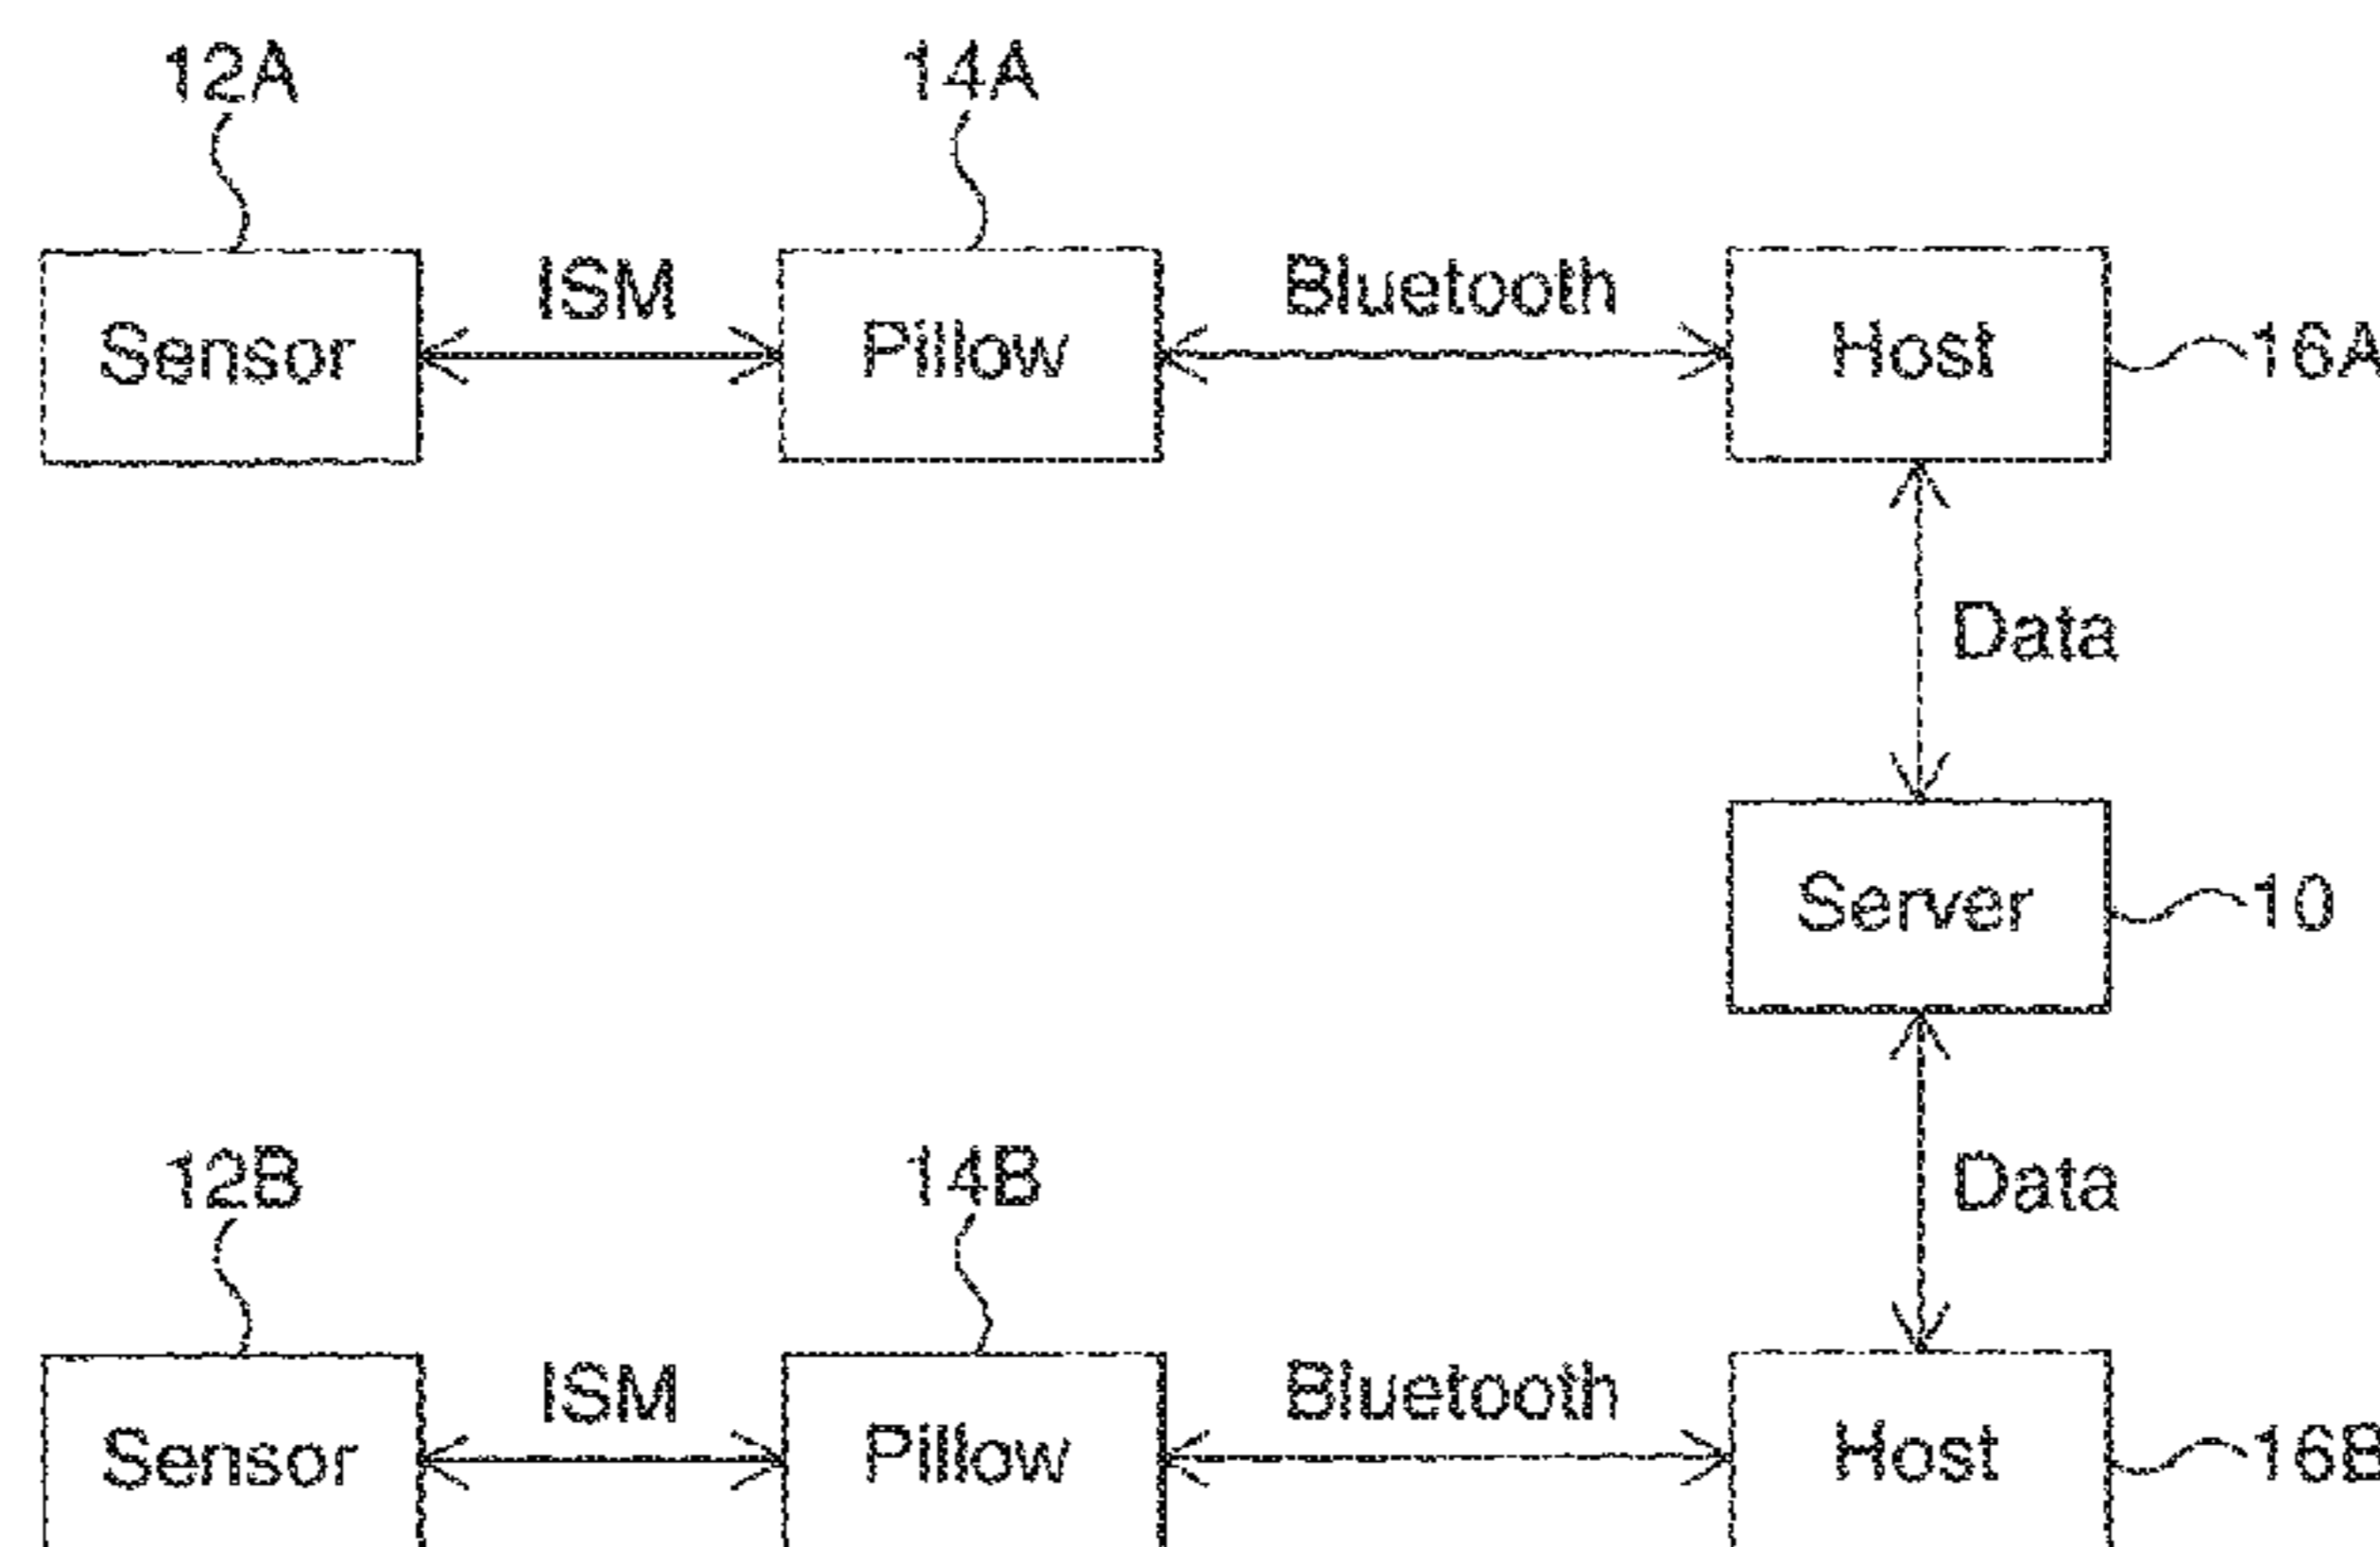 12A 14A
ISM Bluetooth
Sensor Pillow Host 16A
Data
Server 10
Data
12B 14B
ISM Bluetooth
Sensor Pillow Host 16B